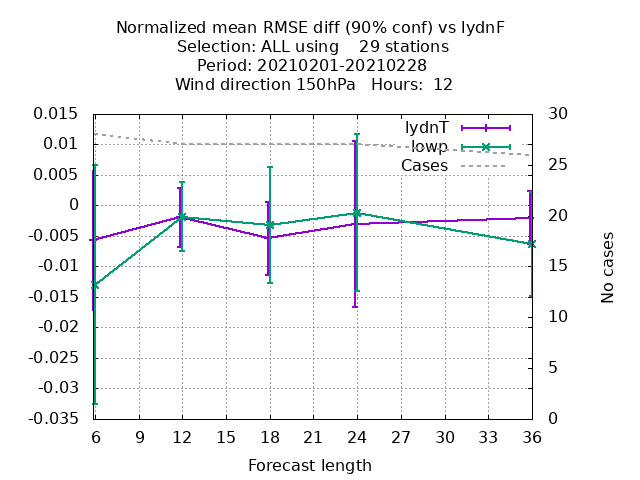 Normalized mean RMSE diff (90% conf) vs IydnF
Selection: ALL using    29 stations
Period: 20210201-20210228
Wind direction 150hPa   Hours:  12
IydnT
lowp
Cases
0.015
0.01
0.005
0
-0.005
-0.01
-0.015
-0.02
-0.025
-0.03
-0.035
30
25
20
15
10
5
0
No cases
6 9 12 15 18 21 24 27 30 33 36
Forecast length